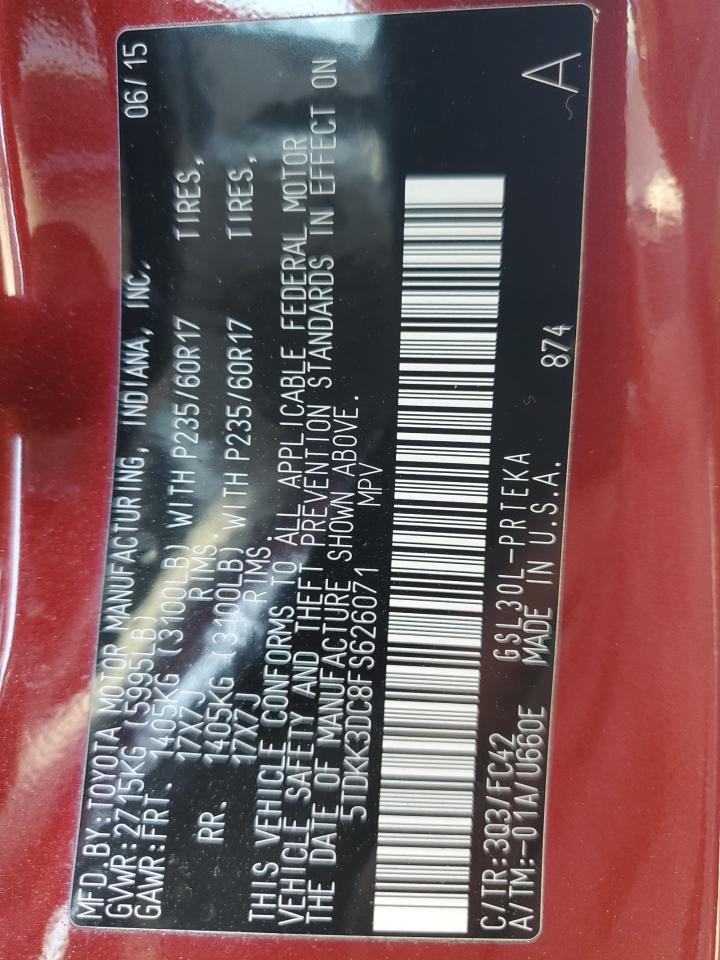 MFD.BY:TOYOTA MOTOR MANUFACTURING, INDIANA, INC. 06/15
GVWR:2715KG (5995LB)
GAWR:FRT. 1405KG (3100LB) WITH P235/60R17 TIRES,
17X7J RIMS.
RR. 1405KG (3100LB) WITH P235/60R17 TIRES,
17X7J RIMS.
THIS VEHICLE CONFORMS TO ALL APPLICABLE FEDERAL MOTOR
VEHICLE SAFETY AND THEFT PREVENTION STANDARDS IN EFFECT ON
THE DATE OF MANUFACTURE SHOWN ABOVE.
5TDKK3DC8FS626071 MPV
C/TR:3Q3/FC42 GSL30L-PRTEKA 874
A/TM:-01A/U660E MADE IN U.S.A.
A